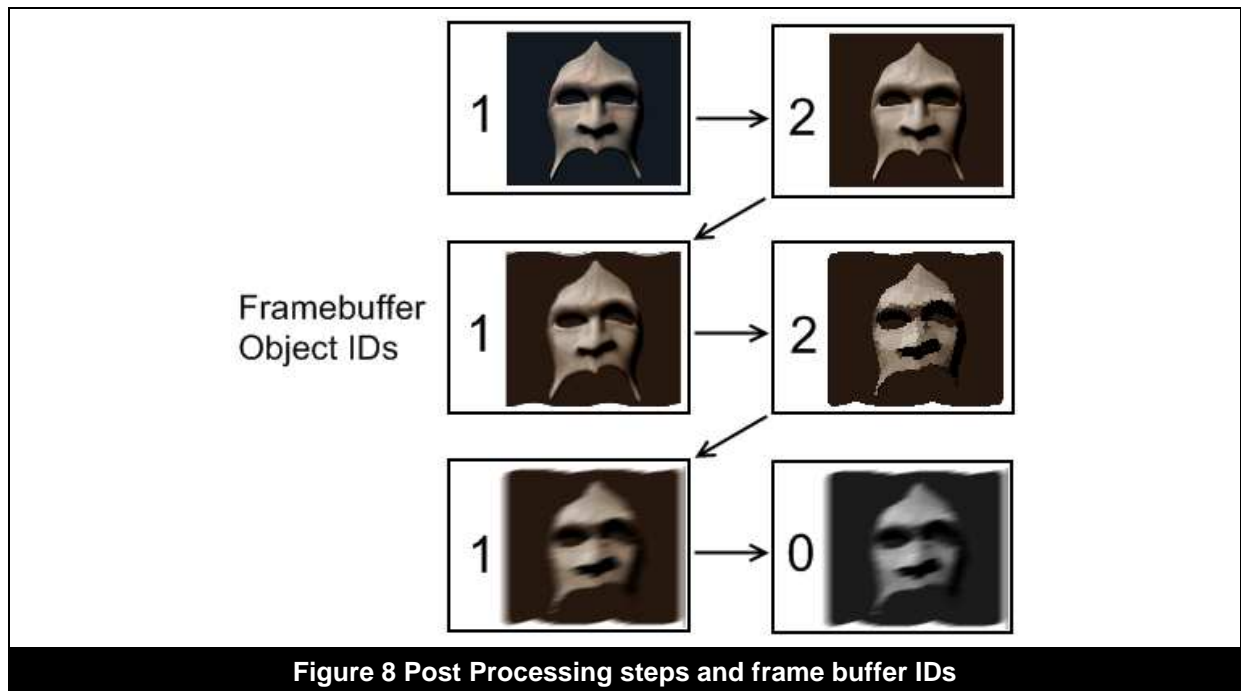 1
2
Framebuffer
Object IDs
1
2
1
0
Figure 8 Post Processing steps and frame buffer IDs